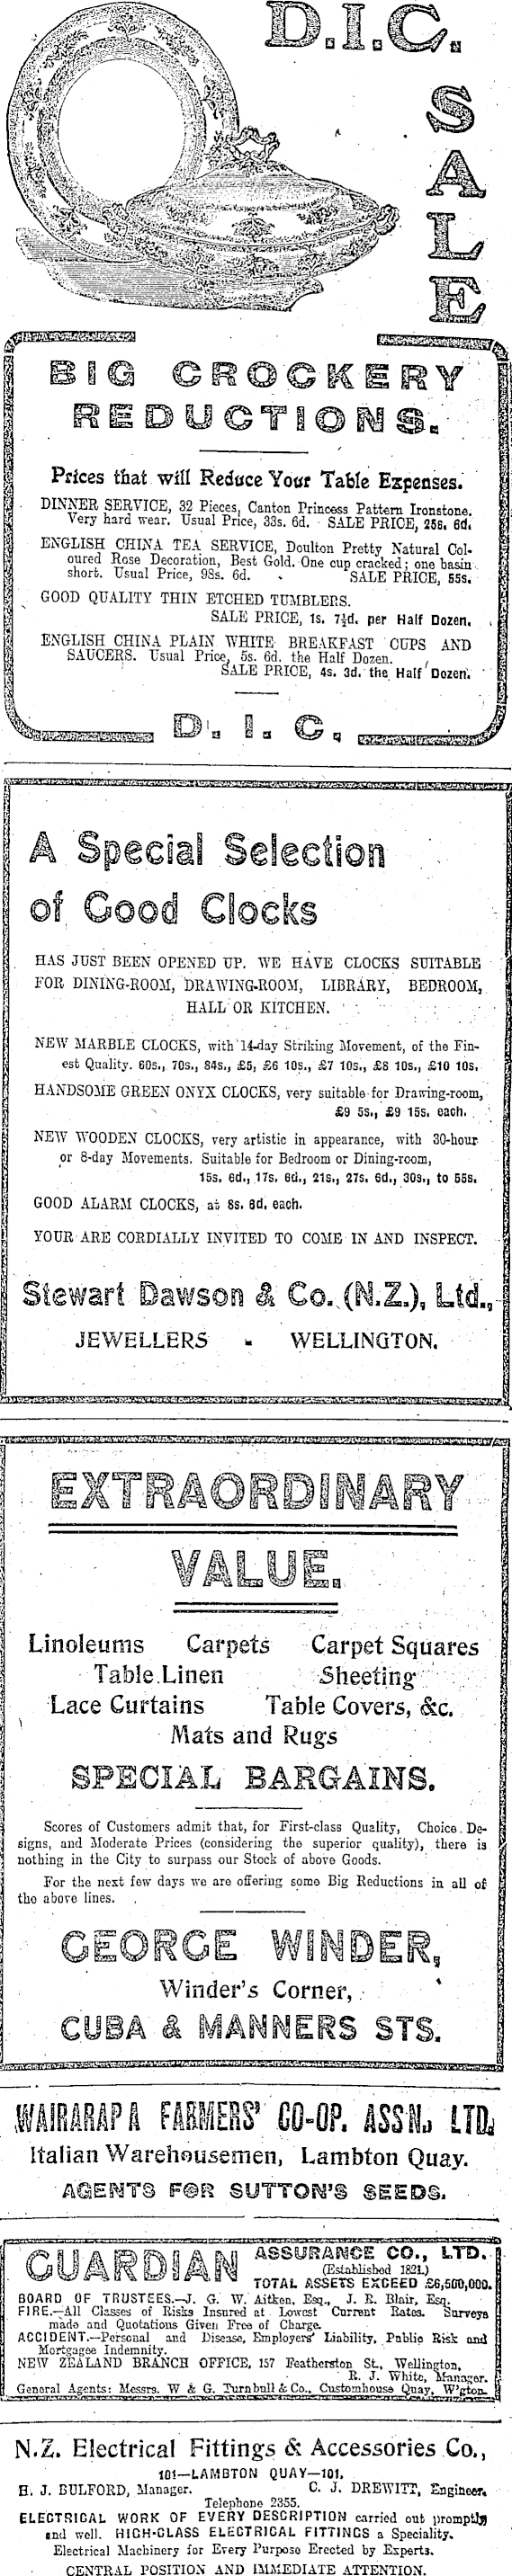 D.I.C.
SALE
BIG CROCKERY
REDUCTIONS.
Prices that will Reduce Your Table Expenses.
DINNER SERVICE, 32 Pieces, Canton Princess Pattern Ironstone.
Very hard wear. Usual Price, 33s. 6d. SALE PRICE, 25s. 6d.
ENGLISH CHINA TEA SERVICE, Doulton Pretty Natural Col-
oured Rose Decoration, Best Gold. One cup cracked; one basin
short. Usual Price, 98s. 6d. SALE PRICE, 55s.
GOOD QUALITY THIN ETCHED TUMBLERS.
SALE PRICE, 1s. 7½d. per Half Dozen.
ENGLISH CHINA PLAIN WHITE BREAKFAST CUPS AND
SAUCERS. Usual Price, 5s. 6d. the Half Dozen.
SALE PRICE, 4s. 3d. the Half Dozen.
D. I. C.
A Special Selection
of Good Clocks
HAS JUST BEEN OPENED UP. WE HAVE CLOCKS SUITABLE
FOR DINING-ROOM, DRAWING-ROOM, LIBRARY, BEDROOM,
HALL OR KITCHEN.
NEW MARBLE CLOCKS, with 14-day Striking Movement, of the Fin-
est Quality. 60s., 70s., 84s., £5, £6 10s., £7 10s., £8 10s., £10 10s.
HANDSOME GREEN ONYX CLOCKS, very suitable for Drawing-room,
£9 5s., £9 15s. each.
NEW WOODEN CLOCKS, very artistic in appearance, with 30-hour
or 8-day Movements. Suitable for Bedroom or Dining-room,
15s. 6d., 17s. 6d., 21s., 27s. 6d., 30s., to 55s.
GOOD ALARM CLOCKS, at 8s. 6d. each.
YOUR ARE CORDIALLY INVITED TO COME IN AND INSPECT.
Stewart Dawson & Co. (N.Z.), Ltd.,
JEWELLERS - WELLINGTON.
EXTRAORDINARY
VALUE.
Linoleums Carpets Carpet Squares
Table Linen Sheeting
Lace Curtains Table Covers, &c.
Mats and Rugs
SPECIAL BARGAINS.
Scores of Customers admit that, for First-class Quality, Choice De-
signs, and Moderate Prices (considering the superior quality), there is
nothing in the City to surpass our Stock of above Goods.
For the next few days we are offering some Big Reductions in all of
the above lines.
GEORGE WINDER,
Winder's Corner,
CUBA & MANNERS STS.
WAIRARAPA FARMERS' CO-OP. ASSN., LTD.
Italian Warehousemen, Lambton Quay.
AGENTS FOR SUTTON'S SEEDS.
GUARDIAN ASSURANCE CO., LTD.
(Established 1821.)
TOTAL ASSETS EXCEED £6,500,000.
BOARD OF TRUSTEES.—J. G. W. Aitken, Esq., J. R. Blair, Esq.
FIRE.—All Classes of Risks Insured at Lowest Current Rates. Surveys
made and Quotations Given Free of Charge.
ACCIDENT.—Personal and Disease, Employers' Liability, Public Risk and
Mortgagee Indemnity.
NEW ZEALAND BRANCH OFFICE, 157 Featherston St., Wellington,
R. J. White, Manager.
General Agents: Messrs. W & G. Turnbull & Co., Customhouse Quay, W'gton.
N.Z. Electrical Fittings & Accessories Co.,
101—LAMBTON QUAY—101.
H. J. BULFORD, Manager. C. J. DREWITT, Engineer.
Telephone 2355.
ELECTRICAL WORK OF EVERY DESCRIPTION carried out promptly
and well. HIGH-CLASS ELECTRICAL FITTINGS a Speciality.
Electrical Machinery for Every Purpose Erected by Experts.
CENTRAL POSITION AND IMMEDIATE ATTENTION.